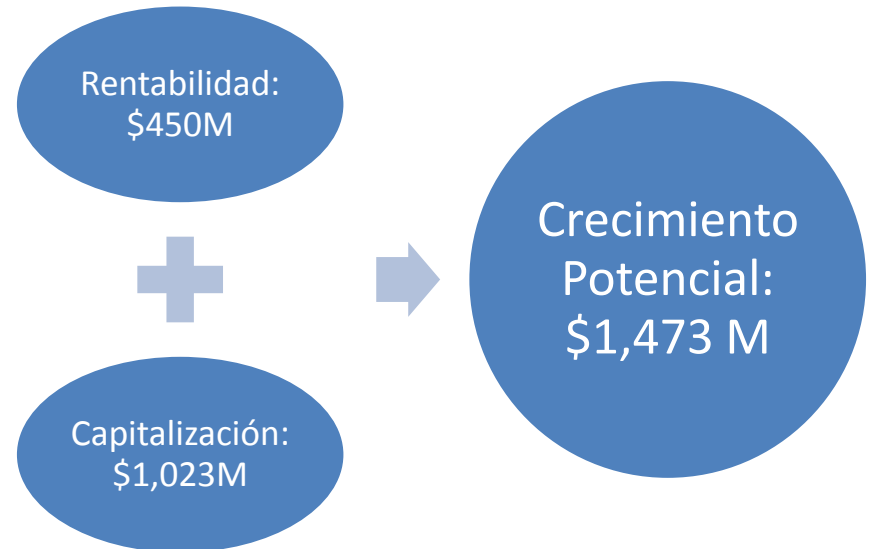 Rentabilidad:
$450M
Capitalización:
$1,023M
Crecimiento
Potencial:
$1,473 M